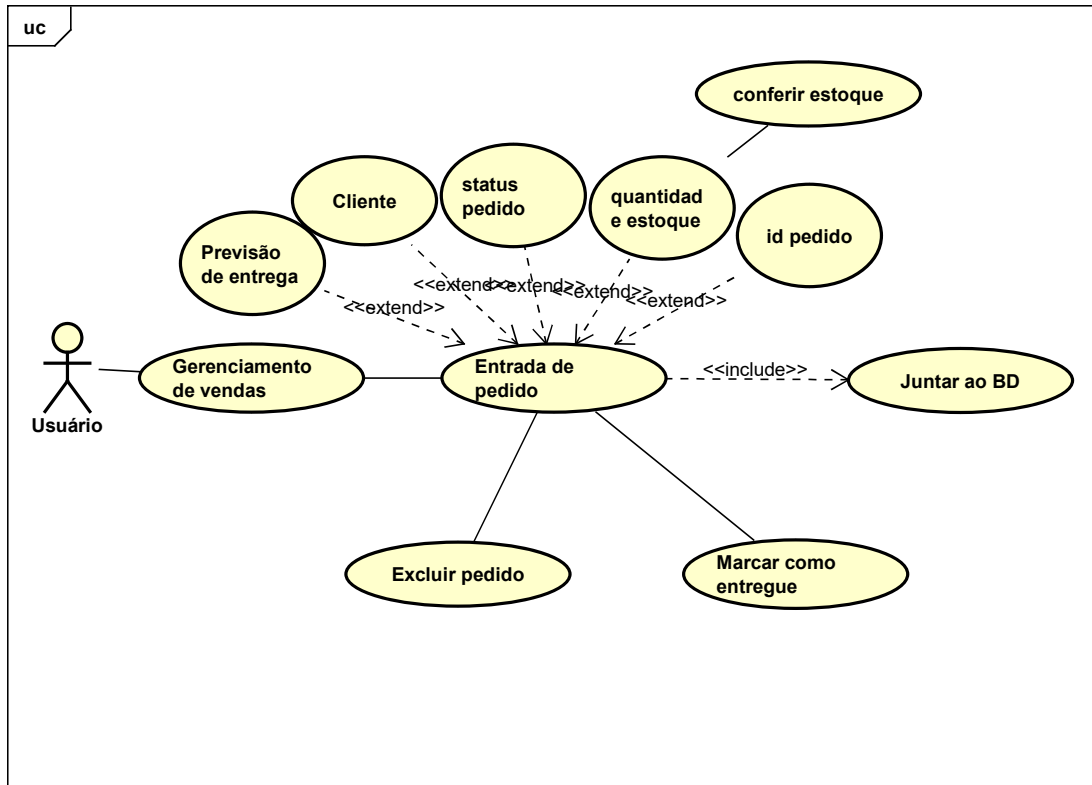 uc
conferir estoque
Cliente
status
pedido
quantidad
e estoque
id pedido
Previsão
de entrega
<<extend>>
<<extend>>
<<extend>>
<<extend>>
<<extend>>
Usuário
Gerenciamento
de vendas
Entrada de
pedido
<<include>>
Juntar ao BD
Excluir pedido
Marcar como
entregue